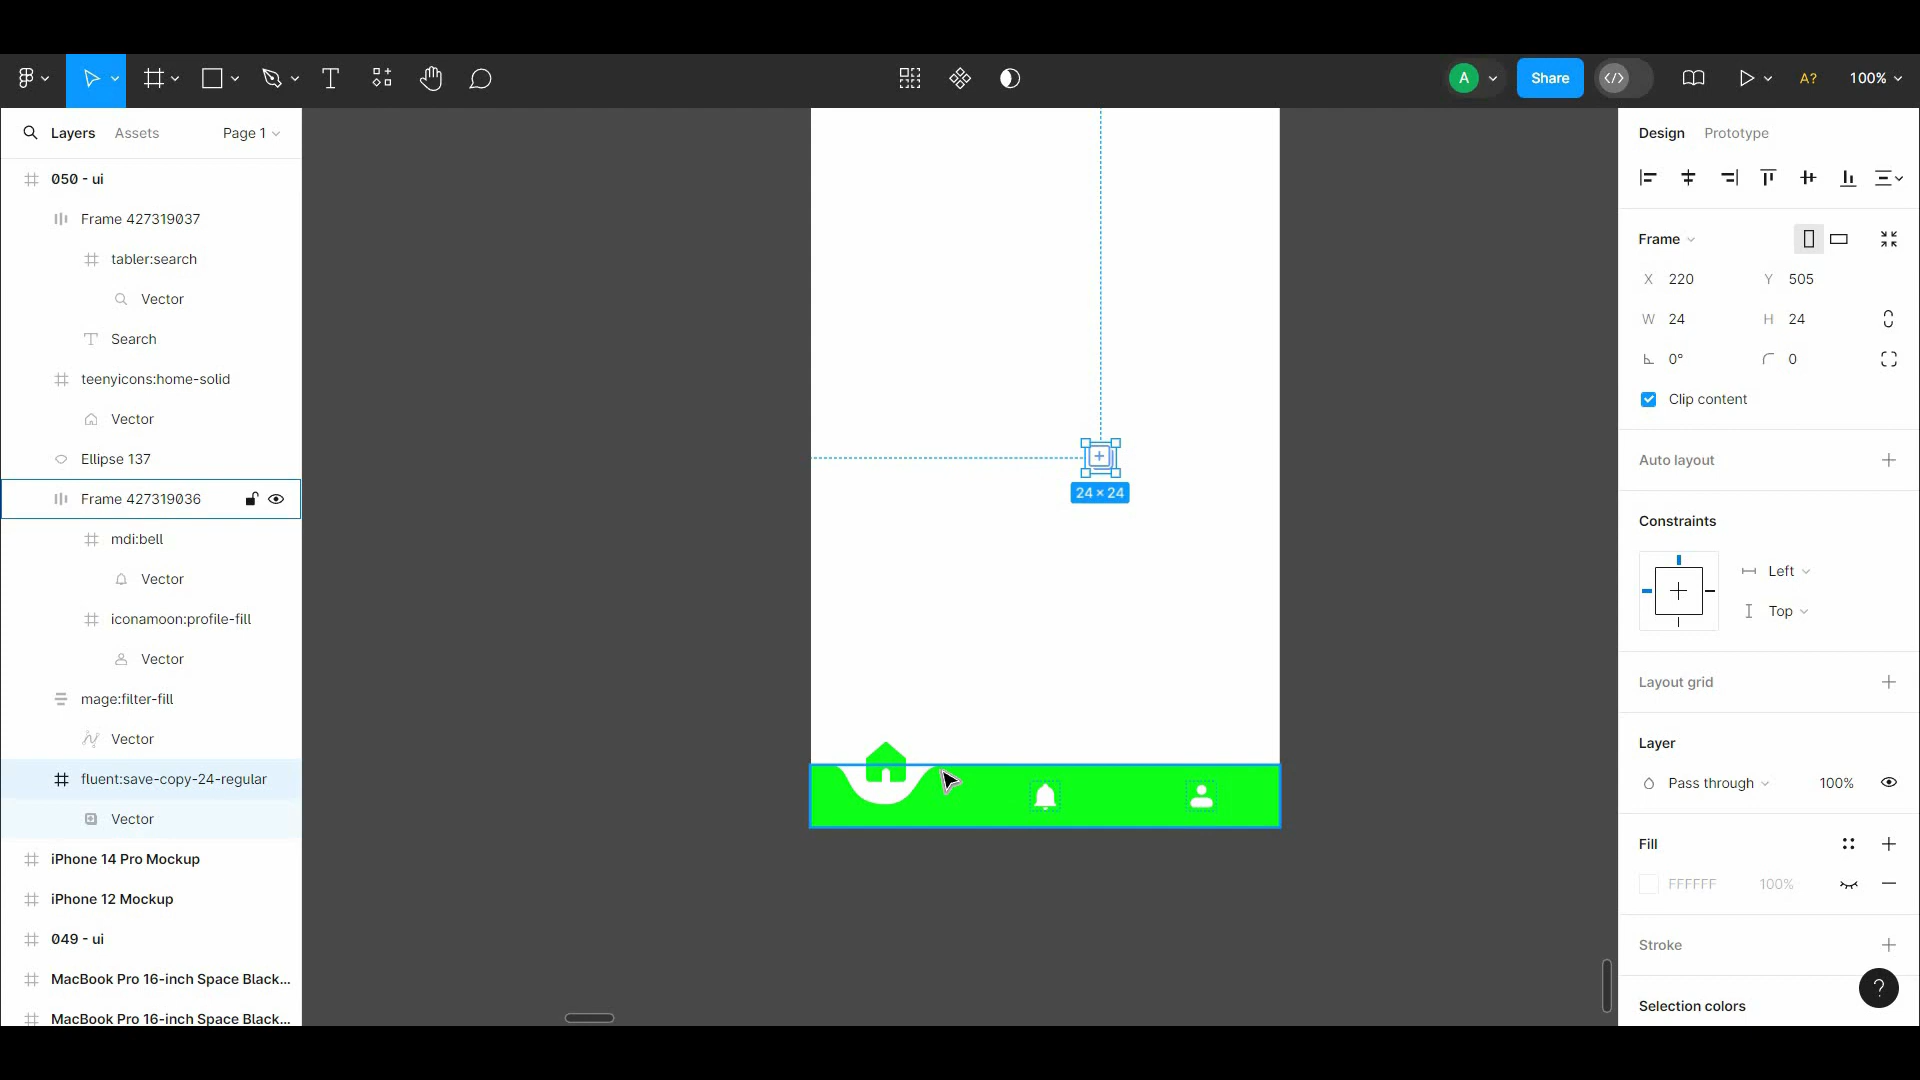 A
Share
A?
100%
Layers
Assets
Page 1
050 - ui
Frame 427319037
tabler:search
Vector
Search
teenyicons:home-solid
Vector
Ellipse 137
Frame 427319036
mdi:bell
Vector
iconamoon:profile-fill
Vector
mage:filter-fill
Vector
fluent:save-copy-24-regular
Vector
iPhone 14 Pro Mockup
iPhone 12 Mockup
049 - ui
MacBook Pro 16-inch Space Black...
MacBook Pro 16-inch Space Black...
24 × 24
Design
Prototype
Frame
X 220
Y 505
W 24
H 24
0°
0
Clip content
Auto layout
Constraints
Left
Top
Layout grid
Layer
Pass through
100%
Fill
FFFFFF
100%
Stroke
Selection colors
?